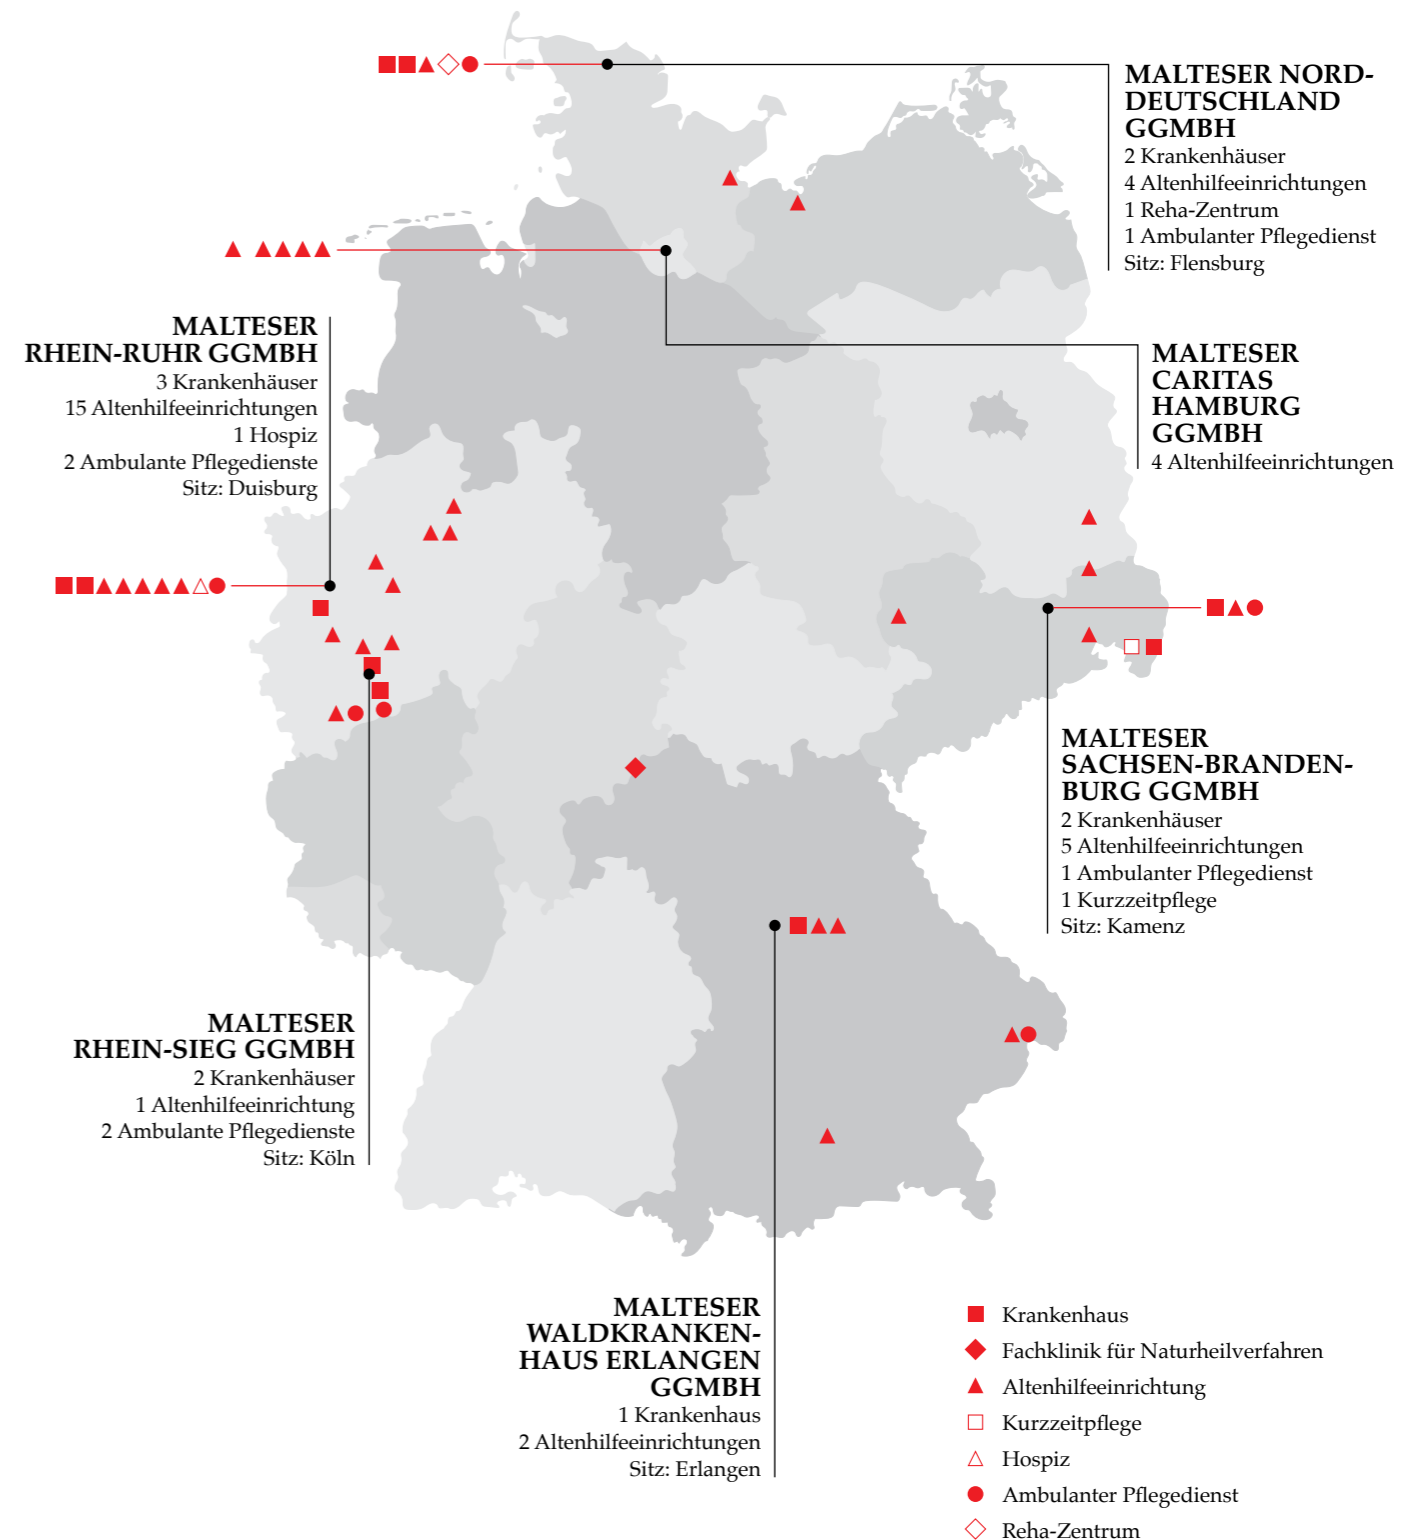 MALTESER NORD-
DEUTSCHLAND
GGMBH
2 Krankenhäuser
4 Altenhilfeeinrichtungen
1 Reha-Zentrum
1 Ambulanter Pflegedienst
Sitz: Flensburg
MALTESER
RHEIN-RUHR GGMBH
3 Krankenhäuser
15 Altenhilfeeinrichtungen
1 Hospiz
2 Ambulante Pflegedienste
Sitz: Duisburg
MALTESER
CARITAS
HAMBURG
GGMBH
4 Altenhilfeeinrichtungen
MALTESER
SACHSEN-BRANDEN-
BURG GGMBH
2 Krankenhäuser
5 Altenhilfeeinrichtungen
1 Ambulanter Pflegedienst
1 Kurzzeitpflege
Sitz: Kamenz
MALTESER
RHEIN-SIEG GGMBH
2 Krankenhäuser
1 Altenhilfeeinrichtung
2 Ambulante Pflegedienste
Sitz: Köln
MALTESER
WALDKRANKEN-
HAUS ERLANGEN
GGMBH
1 Krankenhaus
2 Altenhilfeeinrichtungen
Sitz: Erlangen
Krankenhaus
Fachklinik für Naturheilverfahren
Altenhilfeeinrichtung
Kurzzeitpflege
Hospiz
Ambulanter Pflegedienst
Reha-Zentrum